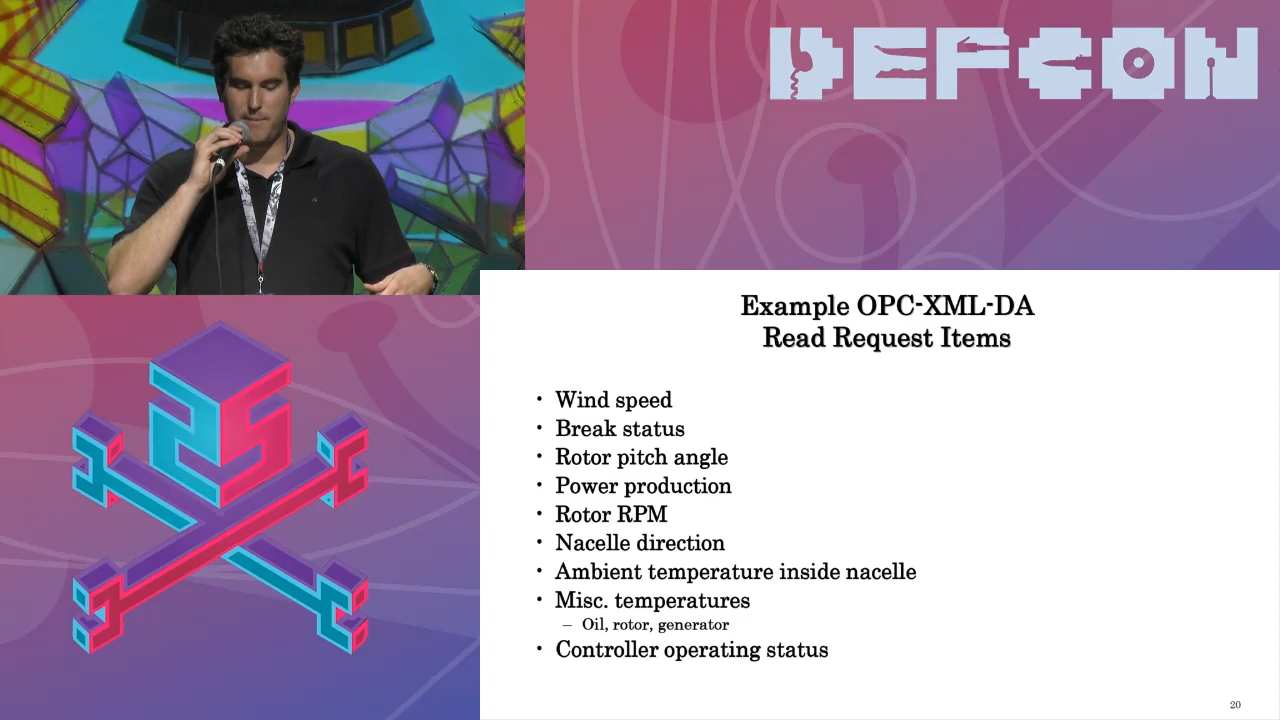 DEFCON
25
Example OPC-XML-DA
Read Request Items
• Wind speed
• Break status
• Rotor pitch angle
• Power production
• Rotor RPM
• Nacelle direction
• Ambient temperature inside nacelle
• Misc. temperatures
– Oil, rotor, generator
• Controller operating status
20